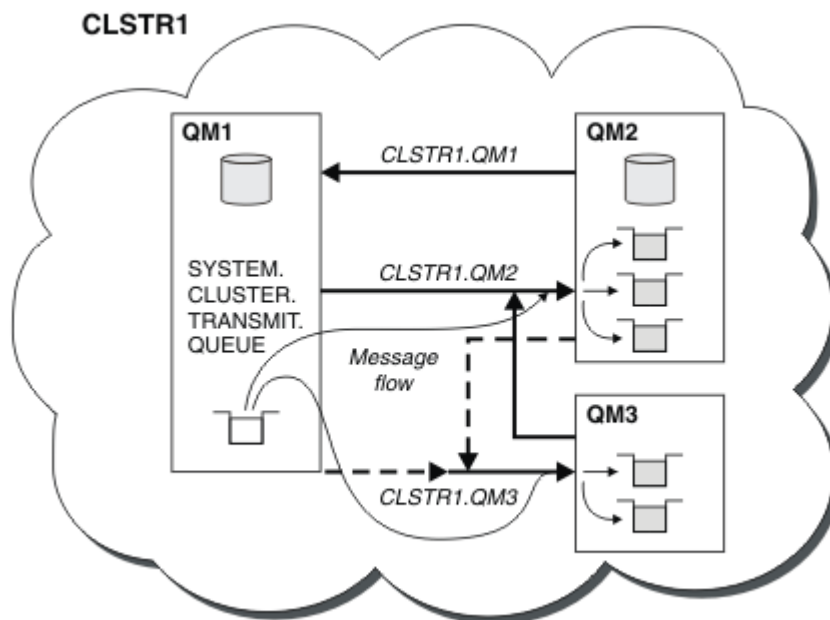 CLSTR1
QM1
CLSTR1.QM1
QM2
SYSTEM.
CLUSTER.
TRANSMIT.
QUEUE
CLSTR1.QM2
Message
flow
QM3
CLSTR1.QM3